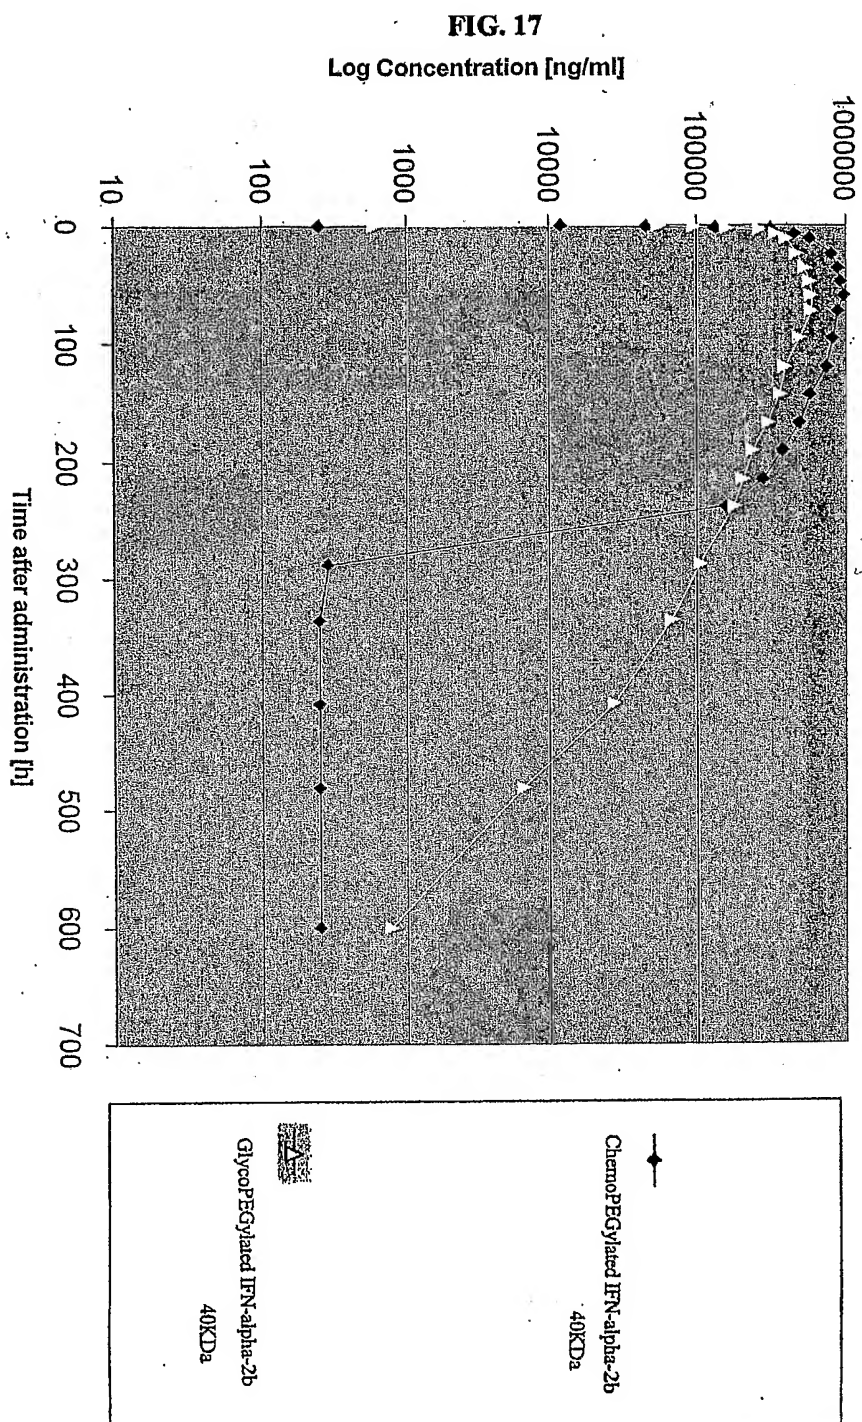 FIG. 17
Log Concentration [ng/ml]
1000000
100000
10000
1000
100
10
0
100
200
300
400
500
600
700
Time after administration [h]
ChemoPEGylated IFN-alpha-2b
40KDa
GlycoPEGylated IFN-alpha-2b
40KDa